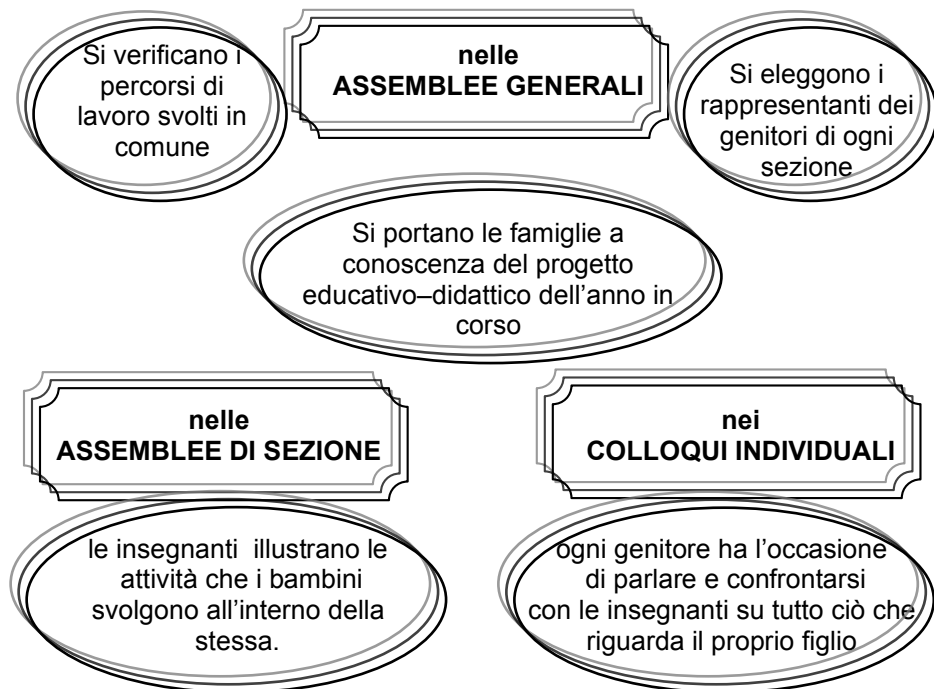 Si verificano i
percorsi di
lavoro svolti in
comune
nelle
ASSEMBLEE GENERALI
Si eleggono i
rappresentanti dei
genitori di ogni
sezione
Si portano le famiglie a
conoscenza del progetto
educativo–didattico dell’anno in
corso
nelle
ASSEMBLEE DI SEZIONE
le insegnanti  illustrano le
attività che i bambini
svolgono all’interno della
stessa.
nei
COLLOQUI INDIVIDUALI
ogni genitore ha l’occasione
di parlare e confrontarsi
con le insegnanti su tutto ciò che
riguarda il proprio figlio